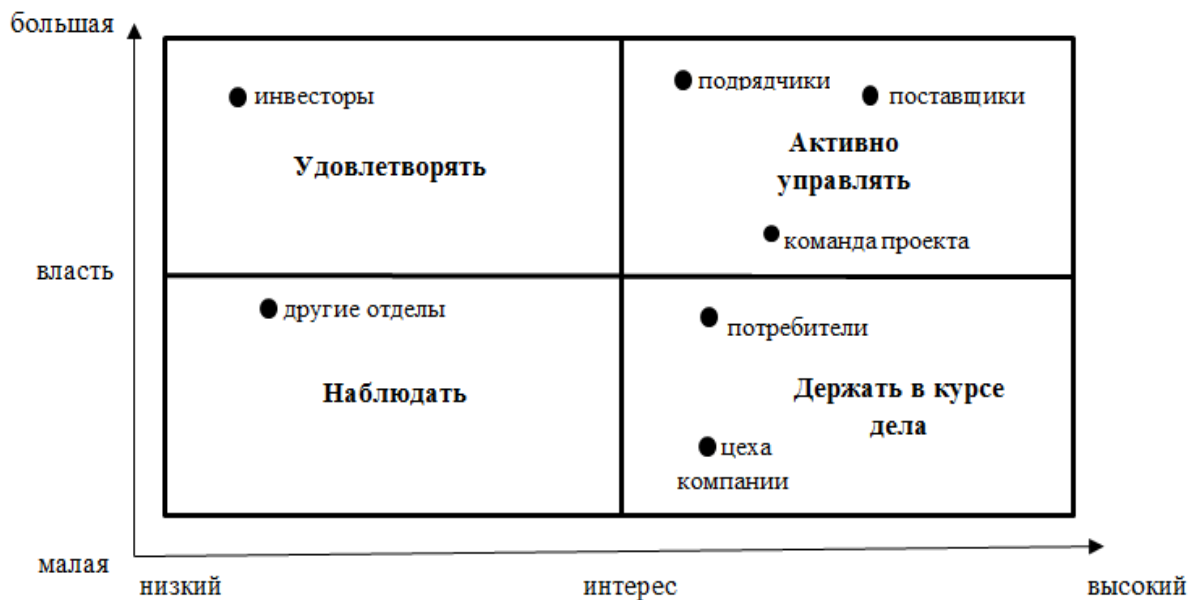 большая
инвесторы
подрядчики
поставщики
Удовлетворять
Активно
управлять
команда проекта
власть
другие отделы
потребители
Наблюдать
Держать в курсе
дела
цеха
компании
малая
низкий
интерес
высокий